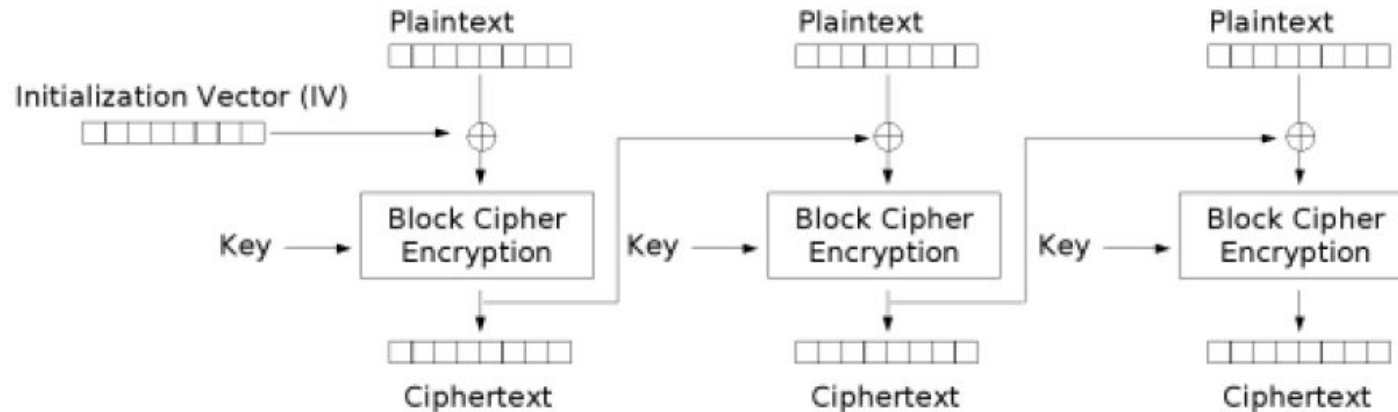 Plaintext
Plaintext
Plaintext
Initialization Vector (IV)
Key
Block Cipher
Encryption
Key
Block Cipher
Encryption
Key
Block Cipher
Encryption
Ciphertext
Ciphertext
Ciphertext